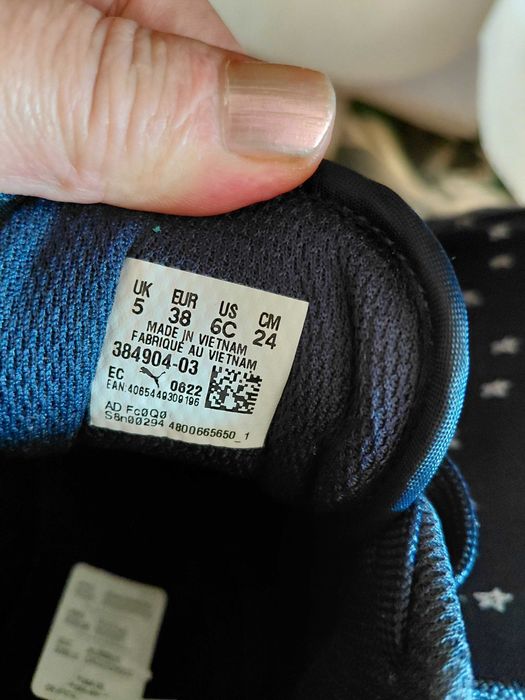 UK EUR US CM
5 38 6C 24
MADE IN VIETNAM
FABRIQUE AU VIETNAM
384904-03
EC 0622
EAN 4065449309196
AD Fc0Q0
S8n00294 4800665650_1